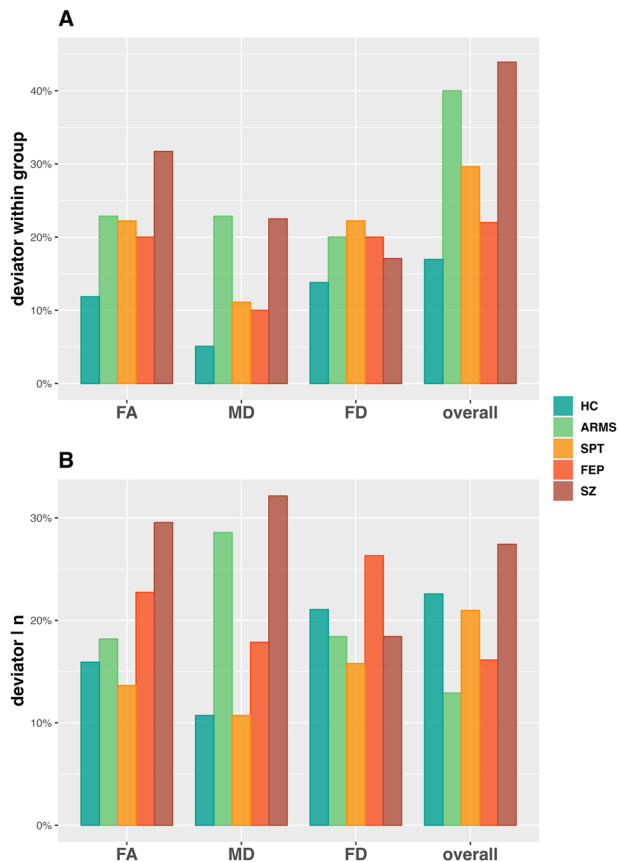 A
deviator within group
40%
30%
20%
10%
0%
FA MD FD overall
HC
ARMS
SPT
FEP
SZ
B
deviator l n
30%
20%
10%
0%
FA MD FD overall